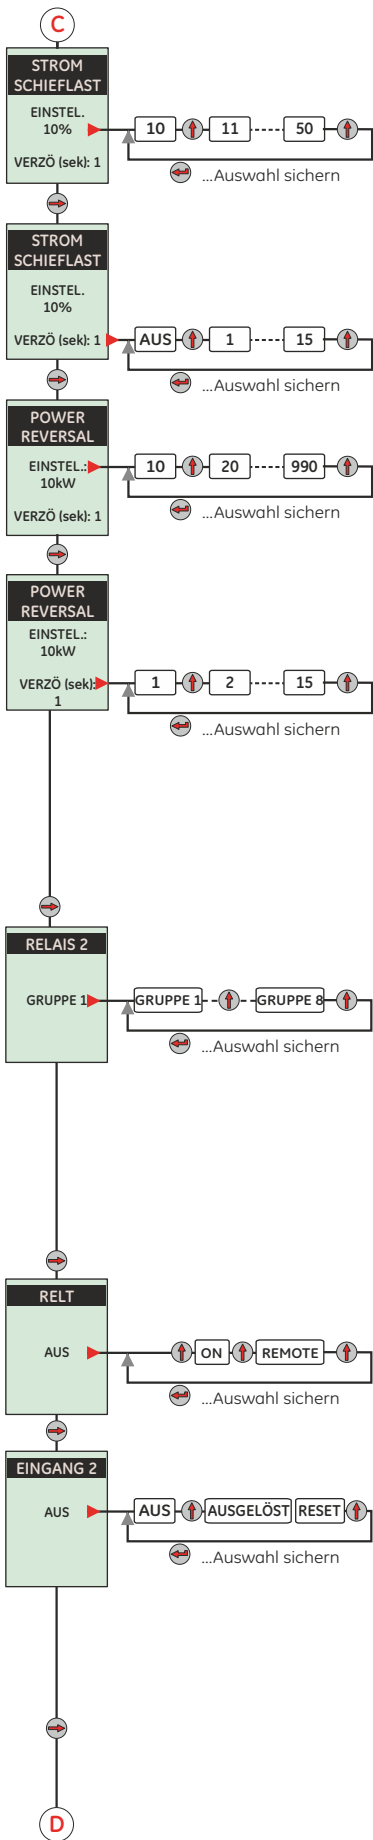 C
STROM
SCHIEFLAST
EINSTEL.
10%
VERZÖ (sek): 1
10 11 50
...Auswahl sichern
STROM
SCHIEFLAST
EINSTEL.
10%
VERZÖ (sek): 1
AUS 1 15
...Auswahl sichern
POWER
REVERSAL
EINSTEL.:
10kW
VERZÖ (sek): 1
10 20 990
...Auswahl sichern
POWER
REVERSAL
EINSTEL.:
10kW
VERZÖ (sek):
1
1 2 15
...Auswahl sichern
RELAIS 2
GRUPPE 1
GRUPPE 1 GRUPPE 8
...Auswahl sichern
RELT
AUS
ON REMOTE
...Auswahl sichern
EINGANG 2
AUS
AUS AUSGELÖST RESET
...Auswahl sichern
D